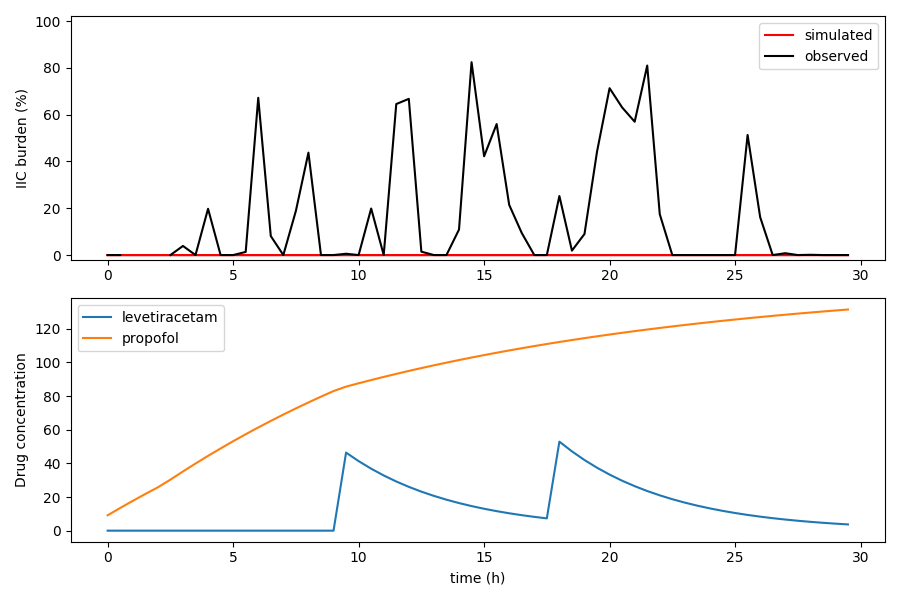 100
80
60
40
20
0
IIC burden (%)
simulated
observed
0 5 10 15 20 25 30
120
100
80
60
40
20
0
Drug concentration
levetiracetam
propofol
0 5 10 15 20 25 30
time (h)